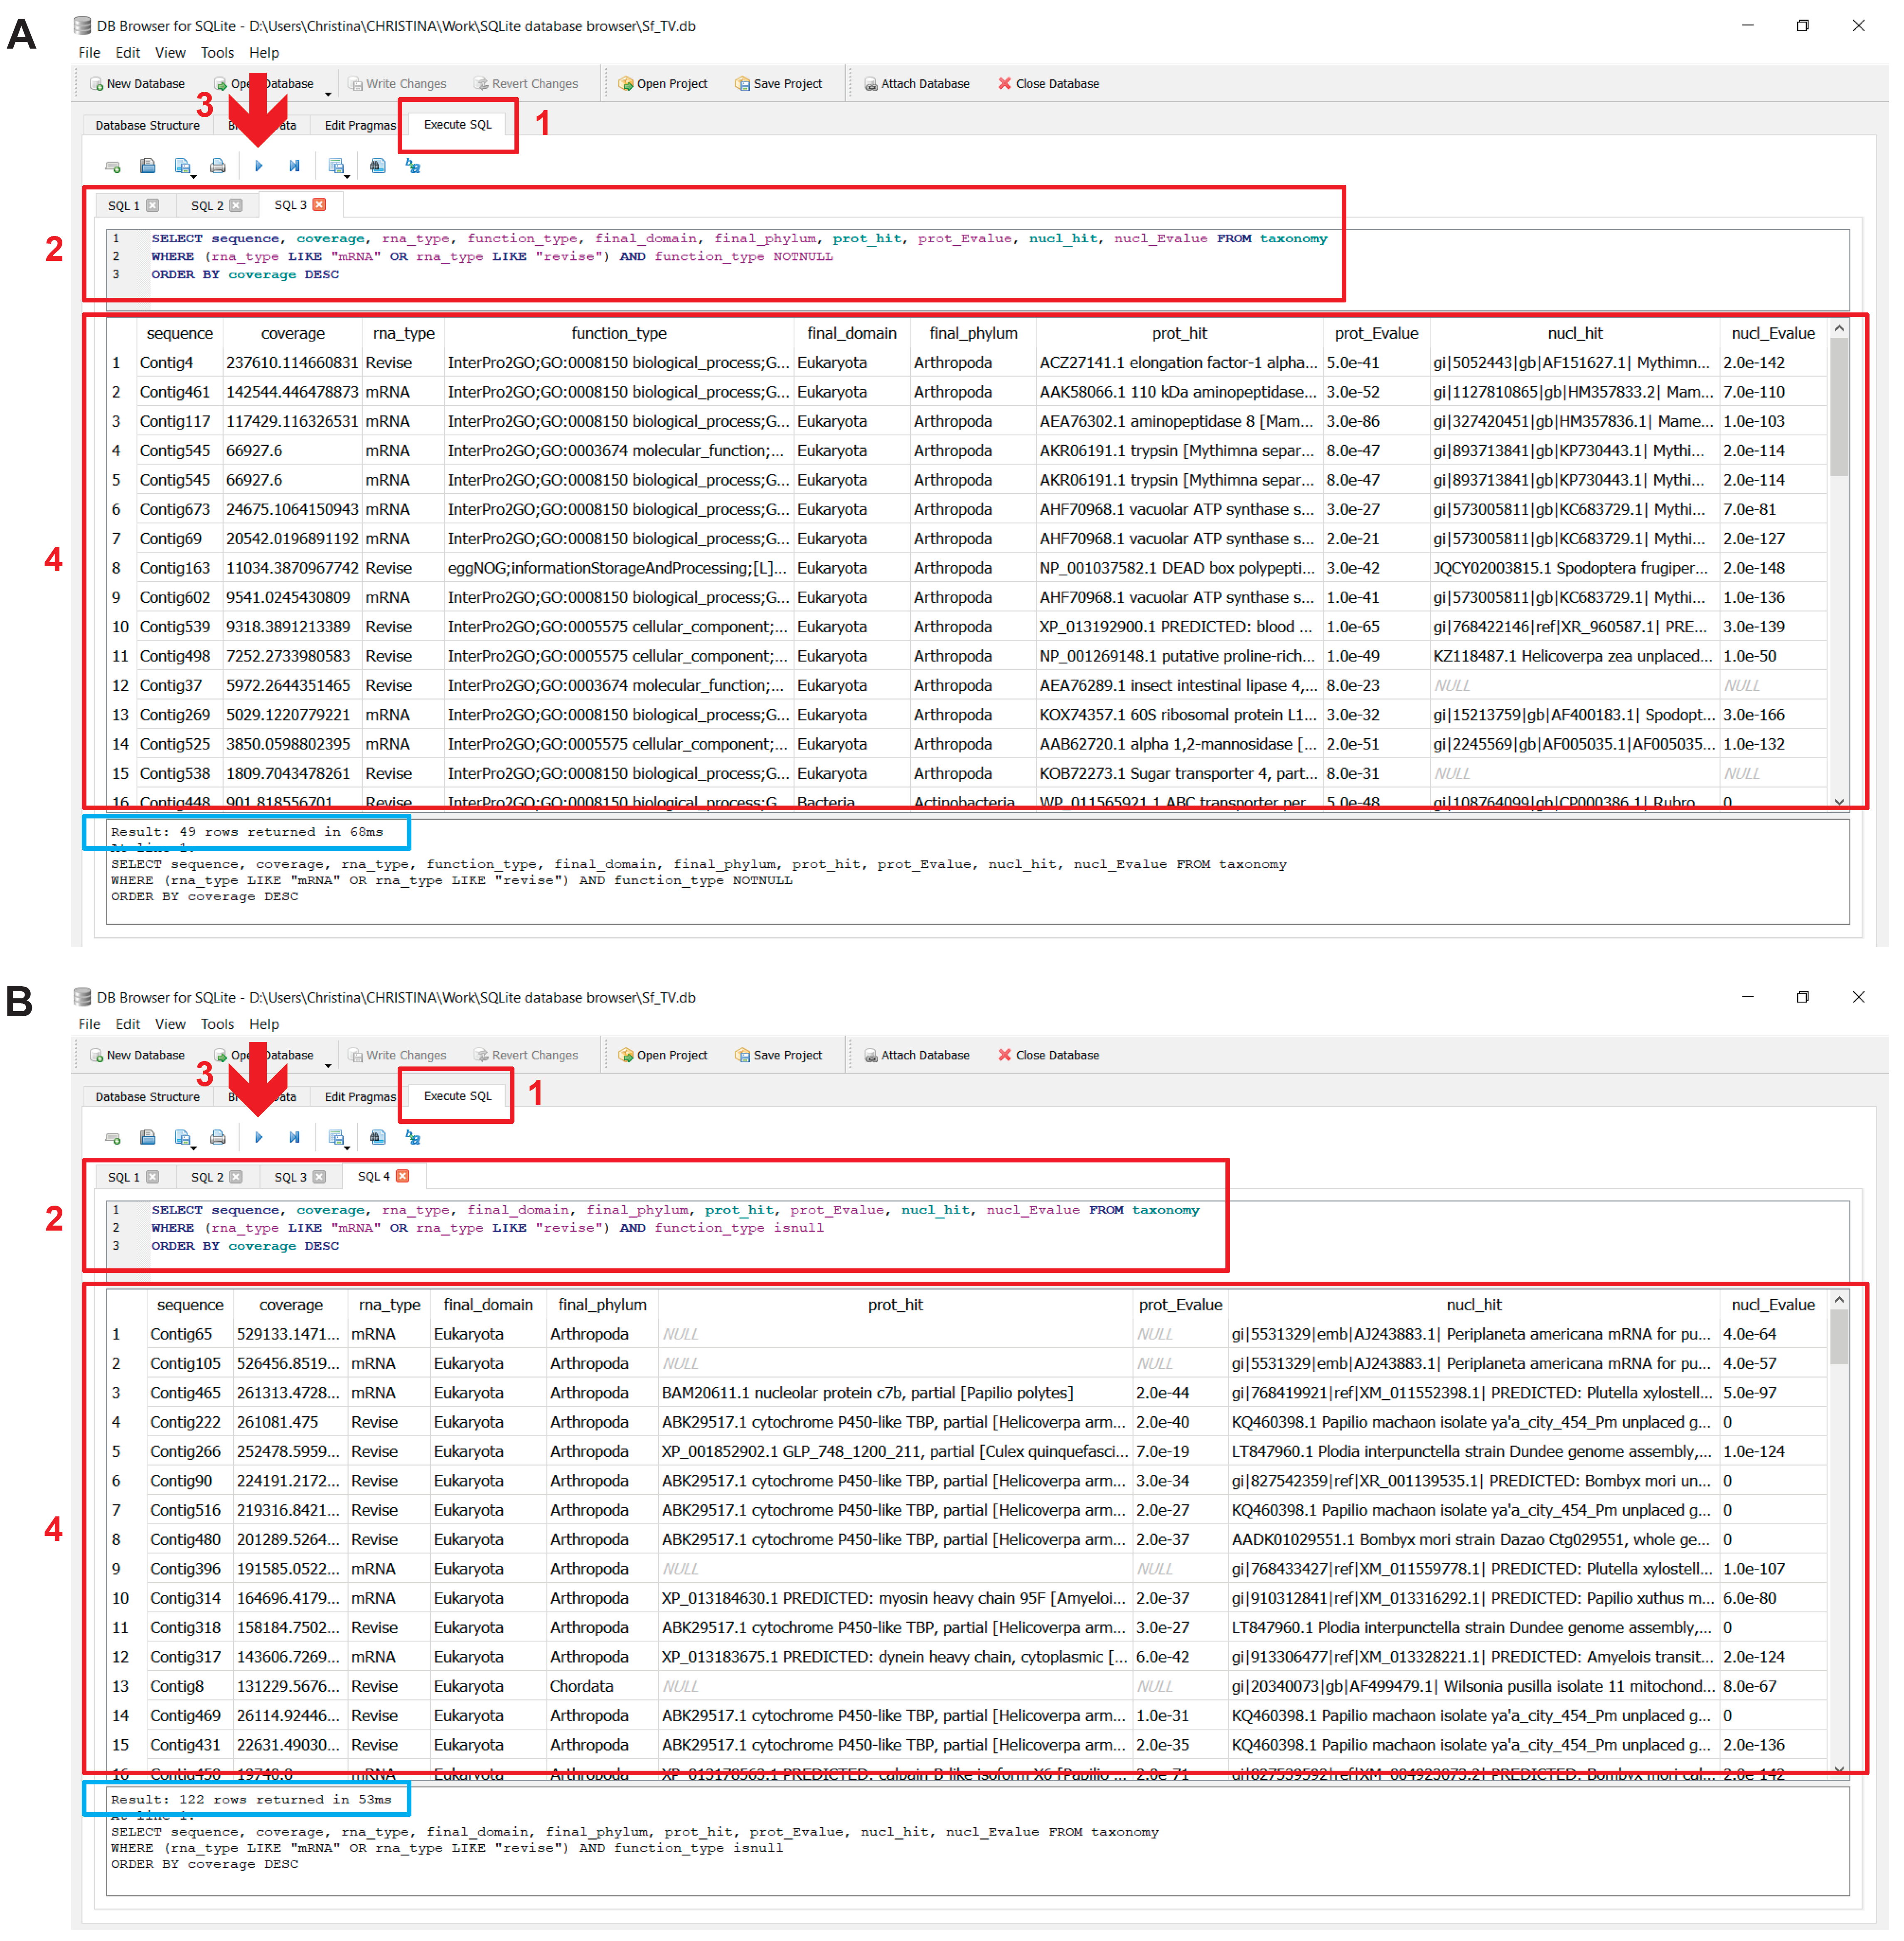 A
DB Browser for SQLite - D:\Users\Christina\CHRISTINA\Work\SQLite database browser\Sf_TV.db
File Edit View Tools Help
New Database Open Database Write Changes Revert Changes Open Project Save Project Attach Database Close Database
3
Database Structure Edit Pragmas Execute SQL 1
SQL 1 SQL 2 SQL 3
2
1 SELECT sequence, coverage, rna_type, function_type, final_domain, final_phylum, prot_hit, prot_Evalue, nucl_hit, nucl_Evalue FROM taxonomy
2 WHERE (rna_type LIKE "mRNA" OR rna_type LIKE "revise") AND function_type NOTNULL
3 ORDER BY coverage DESC
sequence coverage rna_type function_type final_domain final_phylum prot_hit prot_Evalue nucl_hit nucl_Evalue
1 Contig4 237610.114660831 Revise InterPro2GO;GO:0008150 biological_process;G... Eukaryota Arthropoda ACZ27141.1 elongation factor-1 alpha... 5.0e-41 gi|5052443|gb|AF151627.1| Mythimn... 2.0e-142
2 Contig461 142544.446478873 mRNA InterPro2GO;GO:0008150 biological_process;G... Eukaryota Arthropoda AAK58066.1 110 kDa aminopeptidase... 3.0e-52 gi|1127810865|gb|HM357833.2| Mam... 7.0e-110
3 Contig117 117429.116326531 mRNA InterPro2GO;GO:0008150 biological_process;G... Eukaryota Arthropoda AEA76302.1 aminopeptidase 8 [Mam... 3.0e-86 gi|327420451|gb|HM357836.1| Mame... 1.0e-103
4 Contig545 66927.6 mRNA InterPro2GO;GO:0003674 molecular_function;... Eukaryota Arthropoda AKR06191.1 trypsin [Mythimna separ... 8.0e-47 gi|893713841|gb|KP730443.1| Mythi... 2.0e-114
5 Contig545 66927.6 mRNA InterPro2GO;GO:0008150 biological_process;G... Eukaryota Arthropoda AKR06191.1 trypsin [Mythimna separ... 8.0e-47 gi|893713841|gb|KP730443.1| Mythi... 2.0e-114
6 Contig673 24675.1064150943 mRNA InterPro2GO;GO:0008150 biological_process;G... Eukaryota Arthropoda AHF70968.1 vacuolar ATP synthase s... 3.0e-27 gi|573005811|gb|KC683729.1| Mythi... 7.0e-81
7 Contig69 20542.0196891192 mRNA InterPro2GO;GO:0008150 biological_process;G... Eukaryota Arthropoda AHF70968.1 vacuolar ATP synthase s... 2.0e-21 gi|573005811|gb|KC683729.1| Mythi... 2.0e-127
4
8 Contig163 11034.3870967742 Revise eggNOG;informationStorageAndProcessing;[L]... Eukaryota Arthropoda NP_001037582.1 DEAD box polypepti... 3.0e-42 JQCY02003815.1 Spodoptera frugiper... 2.0e-148
9 Contig602 9541.0245430809 mRNA InterPro2GO;GO:0008150 biological_process;G... Eukaryota Arthropoda AHF70968.1 vacuolar ATP synthase s... 1.0e-41 gi|573005811|gb|KC683729.1| Mythi... 1.0e-136
10 Contig539 9318.3891213389 Revise InterPro2GO;GO:0005575 cellular_component;... Eukaryota Arthropoda XP_013192900.1 PREDICTED: blood ... 1.0e-65 gi|768422146|ref|XR_960587.1| PRE... 3.0e-139
11 Contig498 7252.2733980583 Revise InterPro2GO;GO:0005575 cellular_component;... Eukaryota Arthropoda NP_001269148.1 putative proline-rich... 1.0e-49 KZ118487.1 Helicoverpa zea unplaced... 1.0e-50
12 Contig37 5972.2644351465 Revise InterPro2GO;GO:0003674 molecular_function;... Eukaryota Arthropoda AEA76289.1 insect intestinal lipase 4,... 8.0e-23 NULL NULL
13 Contig269 5029.1220779221 mRNA InterPro2GO;GO:0008150 biological_process;G... Eukaryota Arthropoda KOX74357.1 60S ribosomal protein L1... 3.0e-32 gi|15213759|gb|AF400183.1| Spodopt... 3.0e-166
14 Contig525 3850.0598802395 mRNA InterPro2GO;GO:0005575 cellular_component;... Eukaryota Arthropoda AAB62720.1 alpha 1,2-mannosidase [... 2.0e-51 gi|2245569|gb|AF005035.1|AF005035... 1.0e-132
15 Contig538 1809.7043478261 Revise InterPro2GO;GO:0008150 biological_process;G... Eukaryota Arthropoda KOB72273.1 Sugar transporter 4, part... 8.0e-31 NULL NULL
16 Contig448 901.818556701 Revise InterPro2GO;GO:0008150 biological_process;G Bacteria Actinobacteria WP_011565921.1 ABC transporter per 5.0e-48 gi|108764099|gb|CP000386.1| Rubro 0
Result: 49 rows returned in 68ms
At line 1:
SELECT sequence, coverage, rna_type, function_type, final_domain, final_phylum, prot_hit, prot_Evalue, nucl_hit, nucl_Evalue FROM taxonomy
WHERE (rna_type LIKE "mRNA" OR rna_type LIKE "revise") AND function_type NOTNULL
ORDER BY coverage DESC
B
DB Browser for SQLite - D:\Users\Christina\CHRISTINA\Work\SQLite database browser\Sf_TV.db
File Edit View Tools Help
New Database Open Database Write Changes Revert Changes Open Project Save Project Attach Database Close Database
3
Database Structure Edit Pragmas Execute SQL 1
SQL 1 SQL 2 SQL 3 SQL 4
2
1 SELECT sequence, coverage, rna_type, final_domain, final_phylum, prot_hit, prot_Evalue, nucl_hit, nucl_Evalue FROM taxonomy
2 WHERE (rna_type LIKE "mRNA" OR rna_type LIKE "revise") AND function_type isnull
3 ORDER BY coverage DESC
sequence coverage rna_type final_domain final_phylum prot_hit prot_Evalue nucl_hit nucl_Evalue
1 Contig65 529133.1471... mRNA Eukaryota Arthropoda NULL NULL gi|5531329|emb|AJ243883.1| Periplaneta americana mRNA for pu... 4.0e-64
2 Contig105 526456.8519... mRNA Eukaryota Arthropoda NULL NULL gi|5531329|emb|AJ243883.1| Periplaneta americana mRNA for pu... 4.0e-57
3 Contig465 261313.4728... mRNA Eukaryota Arthropoda BAM20611.1 nucleolar protein c7b, partial [Papilio polytes] 2.0e-44 gi|768419921|ref|XM_011552398.1| PREDICTED: Plutella xylostell... 5.0e-97
4 Contig222 261081.475 Revise Eukaryota Arthropoda ABK29517.1 cytochrome P450-like TBP, partial [Helicoverpa arm... 2.0e-40 KQ460398.1 Papilio machaon isolate ya'a_city_454_Pm unplaced g... 0
5 Contig266 252478.5959... Revise Eukaryota Arthropoda XP_001852902.1 GLP_748_1200_211, partial [Culex quinquefasci... 7.0e-19 LT847960.1 Plodia interpunctella strain Dundee genome assembly,... 1.0e-124
6 Contig90 224191.2172... Revise Eukaryota Arthropoda ABK29517.1 cytochrome P450-like TBP, partial [Helicoverpa arm... 3.0e-34 gi|827542359|ref|XR_001139535.1| PREDICTED: Bombyx mori un... 0
7 Contig516 219316.8421... Revise Eukaryota Arthropoda ABK29517.1 cytochrome P450-like TBP, partial [Helicoverpa arm... 2.0e-27 KQ460398.1 Papilio machaon isolate ya'a_city_454_Pm unplaced g... 0
4
8 Contig480 201289.5264... Revise Eukaryota Arthropoda ABK29517.1 cytochrome P450-like TBP, partial [Helicoverpa arm... 2.0e-37 AADK01029551.1 Bombyx mori strain Dazao Ctg029551, whole ge... 0
9 Contig396 191585.0522... mRNA Eukaryota Arthropoda NULL NULL gi|768433427|ref|XM_011559778.1| PREDICTED: Plutella xylostell... 1.0e-107
10 Contig314 164696.4179... mRNA Eukaryota Arthropoda XP_013184630.1 PREDICTED: myosin heavy chain 95F [Amyeloi... 2.0e-37 gi|910312841|ref|XM_013316292.1| PREDICTED: Papilio xuthus m... 6.0e-80
11 Contig318 158184.7502... Revise Eukaryota Arthropoda ABK29517.1 cytochrome P450-like TBP, partial [Helicoverpa arm... 3.0e-27 LT847960.1 Plodia interpunctella strain Dundee genome assembly,... 0
12 Contig317 143606.7269... mRNA Eukaryota Arthropoda XP_013183675.1 PREDICTED: dynein heavy chain, cytoplasmic [... 6.0e-42 gi|913306477|ref|XM_013328221.1| PREDICTED: Amyelois transit... 2.0e-124
13 Contig8 131229.5676... Revise Eukaryota Chordata NULL NULL gi|20340073|gb|AF499479.1| Wilsonia pusilla isolate 11 mitochond... 8.0e-67
14 Contig469 26114.92446... Revise Eukaryota Arthropoda ABK29517.1 cytochrome P450-like TBP, partial [Helicoverpa arm... 1.0e-31 KQ460398.1 Papilio machaon isolate ya'a_city_454_Pm unplaced g... 0
15 Contig431 22631.49030... Revise Eukaryota Arthropoda ABK29517.1 cytochrome P450-like TBP, partial [Helicoverpa arm... 2.0e-35 KQ460398.1 Papilio machaon isolate ya'a_city_454_Pm unplaced g... 2.0e-136
16 mRNA Eukaryota Arthropoda
Result: 122 rows returned in 53ms
At line 1:
SELECT sequence, coverage, rna_type, final_domain, final_phylum, prot_hit, prot_Evalue, nucl_hit, nucl_Evalue FROM taxonomy
WHERE (rna_type LIKE "mRNA" OR rna_type LIKE "revise") AND function_type isnull
ORDER BY coverage DESC